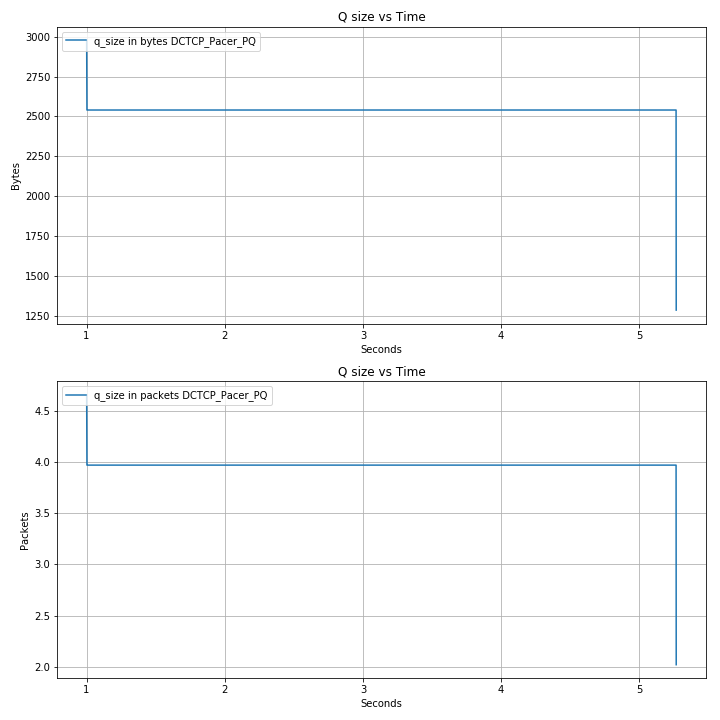 Q size vs Time
q_size in bytes DCTCP_Pacer_PQ
Bytes
3000
2750
2500
2250
2000
1750
1500
1250
1 2 3 4 5
Seconds
Q size vs Time
q_size in packets DCTCP_Pacer_PQ
Packets
4.5
4.0
3.5
3.0
2.5
2.0
1 2 3 4 5
Seconds